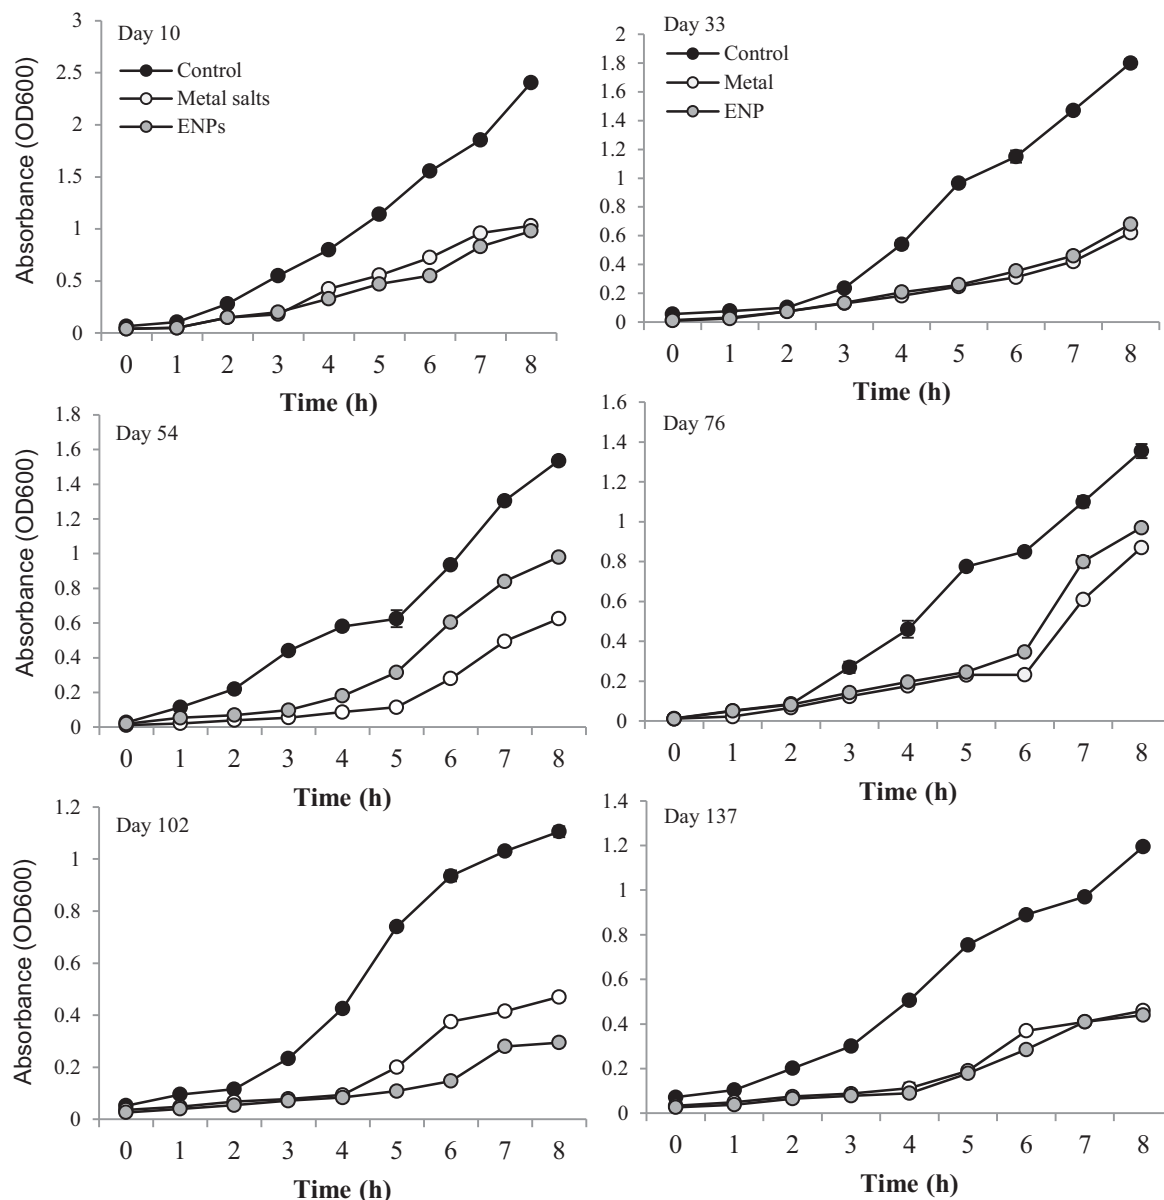 Day 10
Control
Metal salts
ENPs
3
2.5
2
1.5
1
0.5
0
Absorbance (OD600)
0 1 2 3 4 5 6 7 8
Time (h)
Day 33
Control
Metal
ENP
2
1.8
1.6
1.4
1.2
1
0.8
0.6
0.4
0.2
0
0 1 2 3 4 5 6 7 8
Time (h)
Day 54
1.8
1.6
1.4
1.2
1
0.8
0.6
0.4
0.2
0
Absorbance (OD600)
0 1 2 3 4 5 6 7 8
Time (h)
Day 76
1.6
1.4
1.2
1
0.8
0.6
0.4
0.2
0
0 1 2 3 4 5 6 7 8
Time (h)
Day 102
1.2
1
0.8
0.6
0.4
0.2
0
Absorbance (OD600)
0 1 2 3 4 5 6 7 8
Time (h)
Day 137
1.4
1.2
1
0.8
0.6
0.4
0.2
0
0 1 2 3 4 5 6 7 8
Time (h)